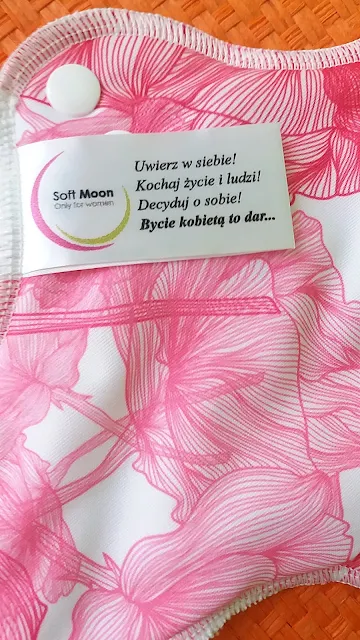 Soft Moon
Only for women
Uwierz w siebie!
Kochaj życie i ludzi!
Decyduj o sobie!
Bycie kobietą to dar...